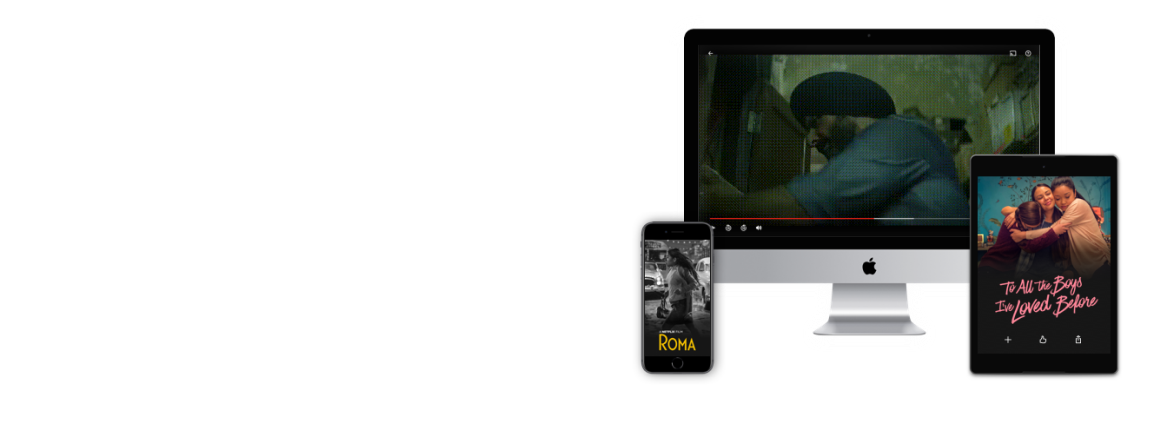 A NETFLIX FILM
ROMA
To All the Boys
I've Loved Before